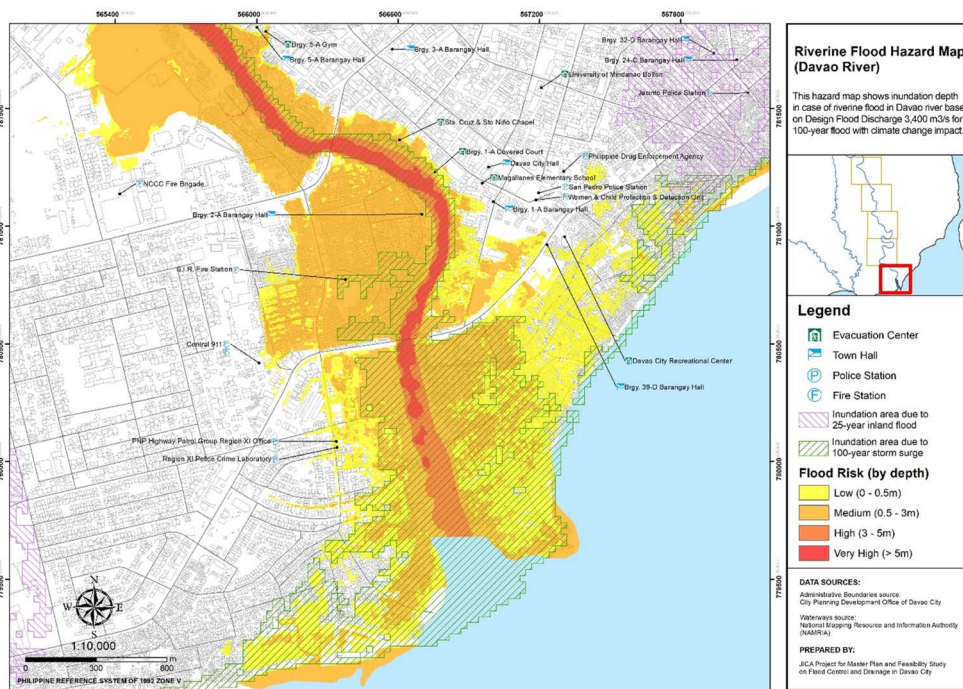 565400
566000
566600
567200
567800
781500
781000
780500
780000
779500
781500
781000
780500
780000
779500
Brgy. 5-A Gym
Brgy. 5-A Barangay Hall
Brgy. 3-A Barangay Hall
Brgy. 32-D Barangay Hall
Brgy. 24-C Barangay Hall
University of Mindanao Bolton
Jacinto Police Station
Sta. Cruz & Sto Niño Chapel
Brgy. 1-A Covered Court
Davao City Hall
Philippine Drug Enforcement Agency
Magallanes Elementary School
NCCC Fire Brigade
San Pedro Police Station
Women & Child Protection & Detection Unit
Brgy. 2-A Barangay Hall
Brgy. 1-A Barangay Hall
S.I.R. Fire Station
Central 911
Davao City Recreational Center
Brgy. 39-D Barangay Hall
PNP Highway Patrol Group Region XI Office
Region XI Police Crime Laboratory
N
W E
S
1:10,000
0 300 600 m
PHILIPPINE REFERENCE SYSTEM OF 1992 ZONE V
Riverine Flood Hazard Map
(Davao River)
This hazard map shows inundation depth
in case of riverine flood in Davao river base
on Design Flood Discharge 3,400 m3/s for
100-year flood with climate change impact.
Legend
Evacuation Center
Town Hall
P Police Station
F Fire Station
Inundation area due to
25-year inland flood
Inundation area due to
100-year storm surge
Flood Risk (by depth)
Low (0 - 0.5m)
Medium (0.5 - 3m)
High (3 - 5m)
Very High (> 5m)
DATA SOURCES:
Administrative Boundaries source:
City Planning Development Office of Davao City
Waterways source:
National Mapping Resource and Information Authority
(NAMRIA)
PREPARED BY:
JICA Project for Master Plan and Feasibility Study
on Flood Control and Drainage in Davao City